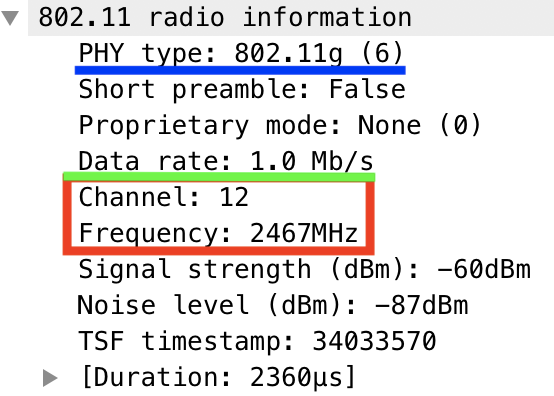 802.11 radio information
PHY type: 802.11g (6)
Short preamble: False
Proprietary mode: None (0)
Data rate: 1.0 Mb/s
Channel: 12
Frequency: 2467MHz
Signal strength (dBm): -60dBm
Noise level (dBm): -87dBm
TSF timestamp: 34033570
[Duration: 2360µs]